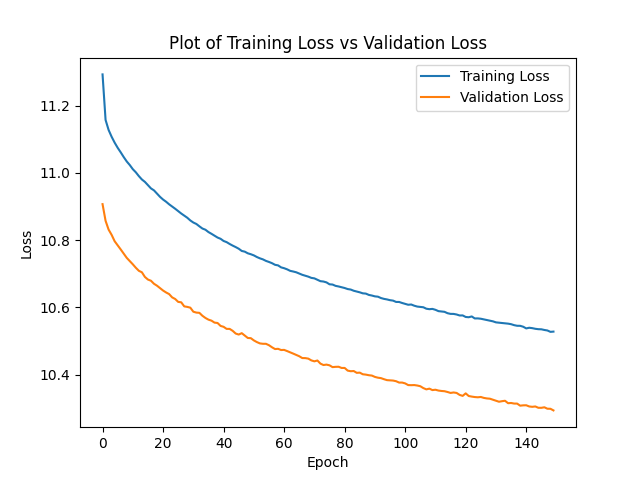 Plot of Training Loss vs Validation Loss
Training Loss
Validation Loss
11.2
11.0
10.8
10.6
10.4
Loss
0 20 40 60 80 100 120 140
Epoch